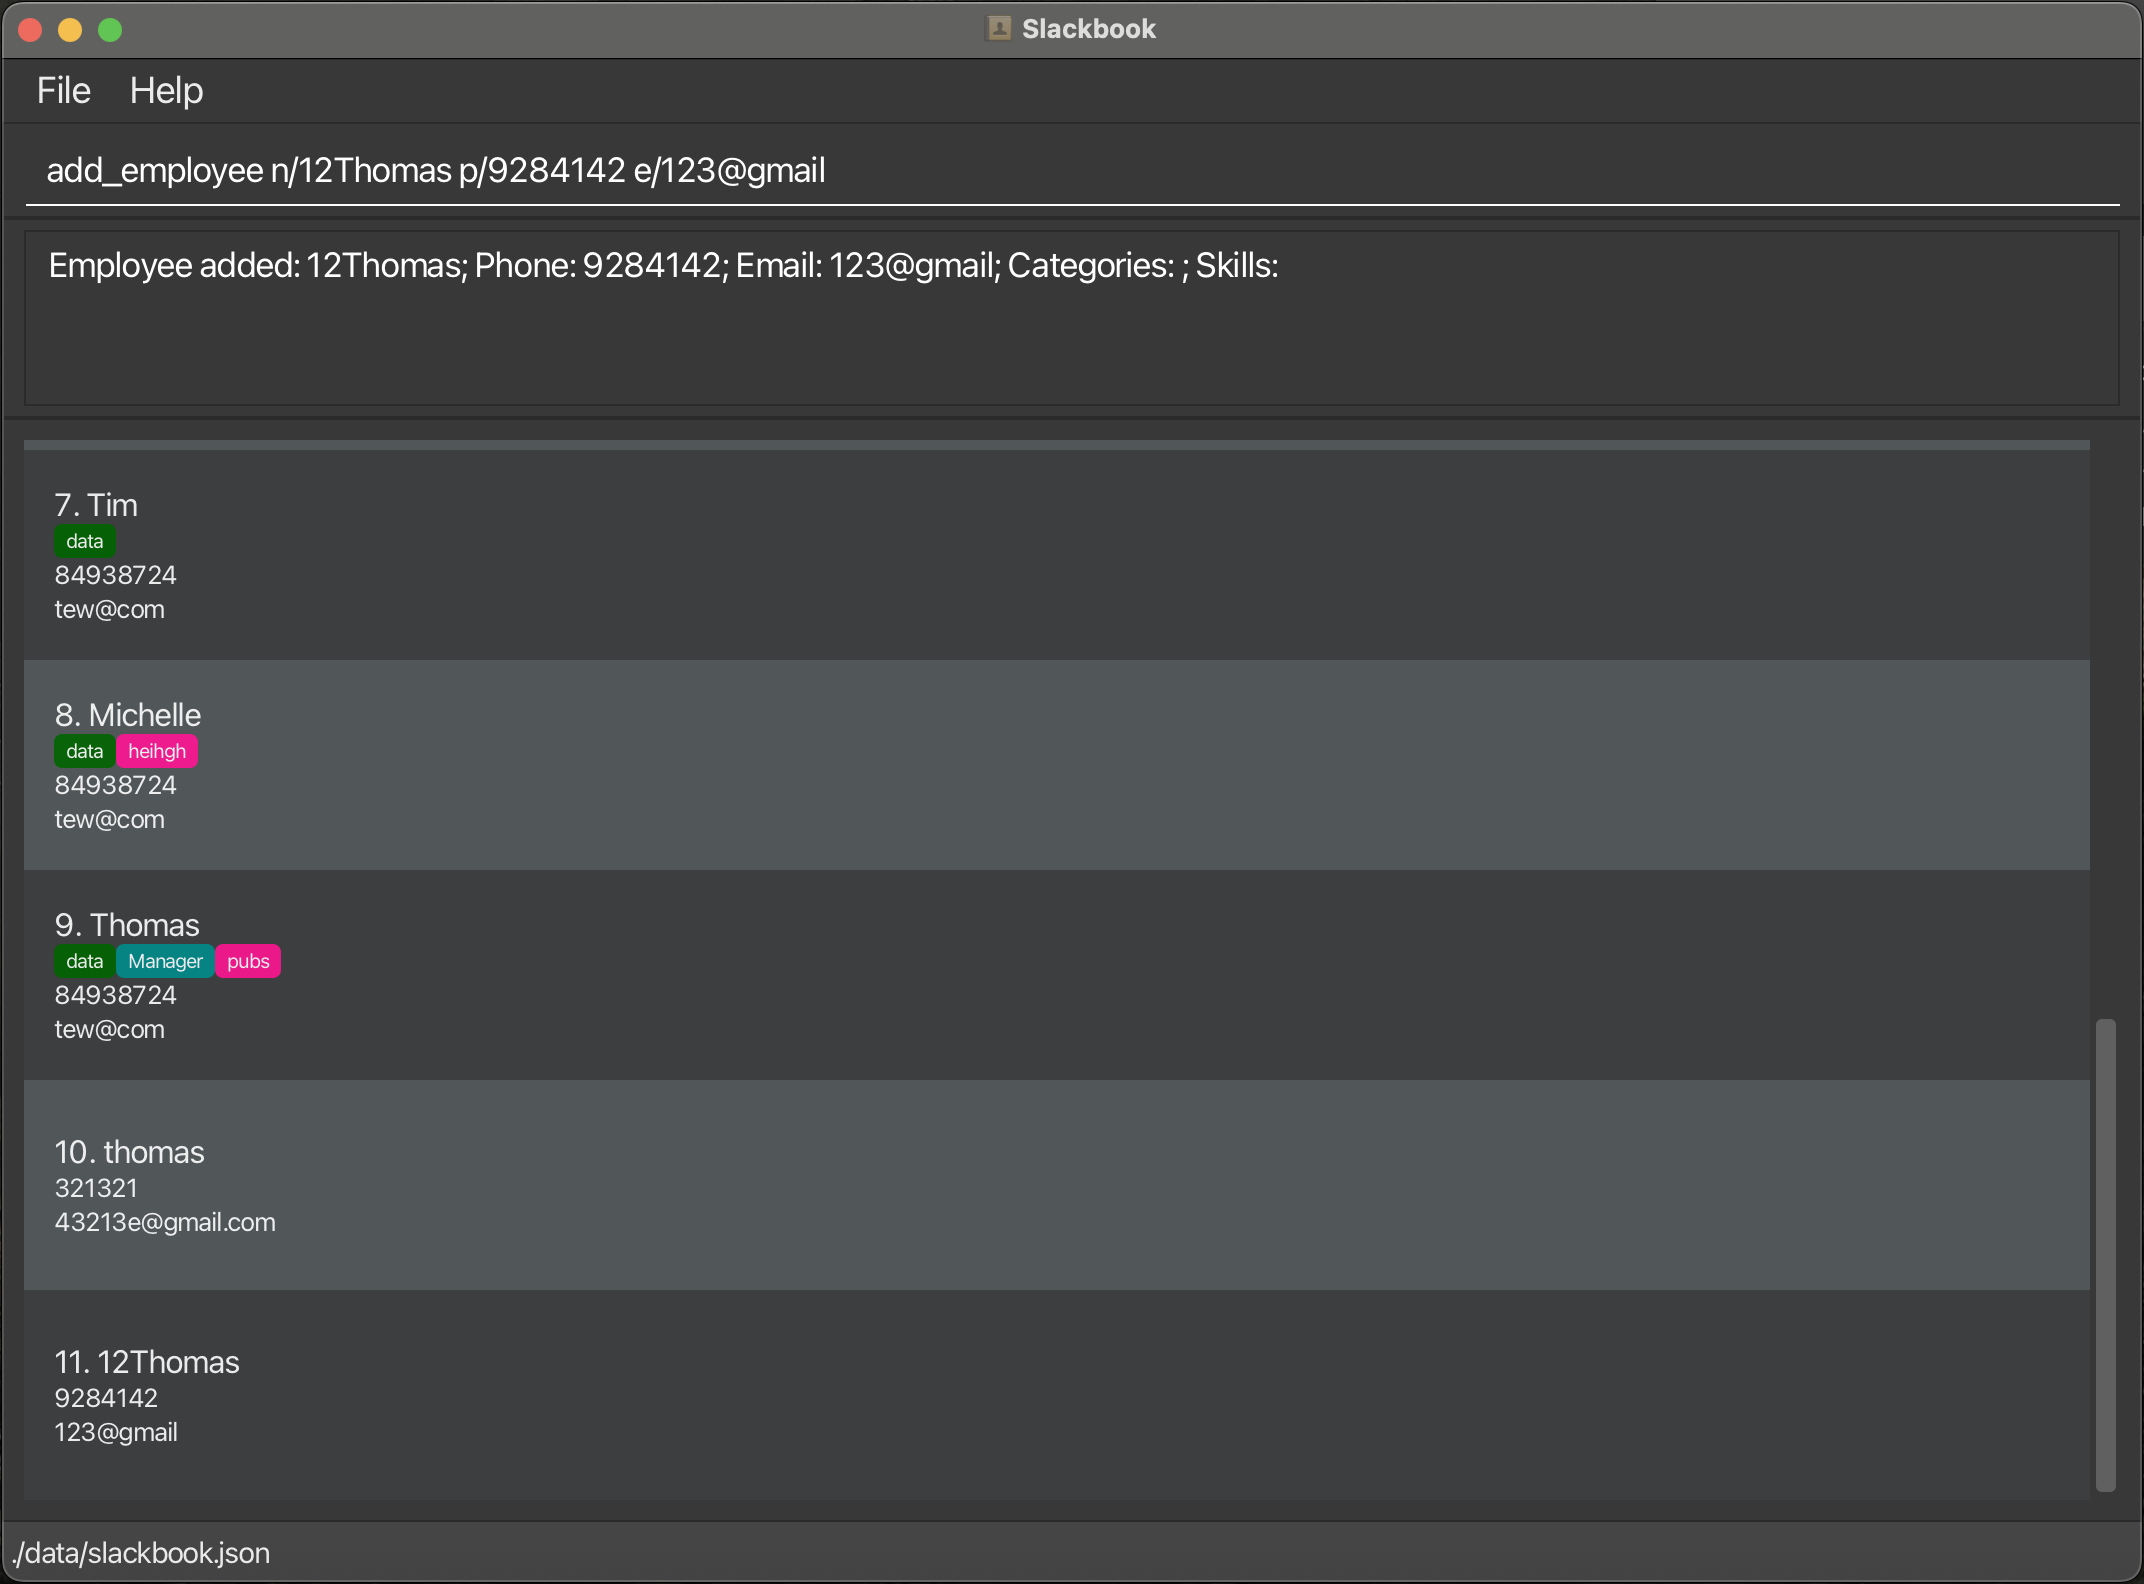 Slackbook
File Help
add_employee n/12Thomas p/9284142 e/123@gmail
Employee added: 12Thomas; Phone: 9284142; Email: 123@gmail; Categories: ; Skills:
7. Tim
data
84938724
tew@com
8. Michelle
data heihgh
84938724
tew@com
9. Thomas
data Manager pubs
84938724
tew@com
10. thomas
321321
43213e@gmail.com
11. 12Thomas
9284142
123@gmail
./data/slackbook.json